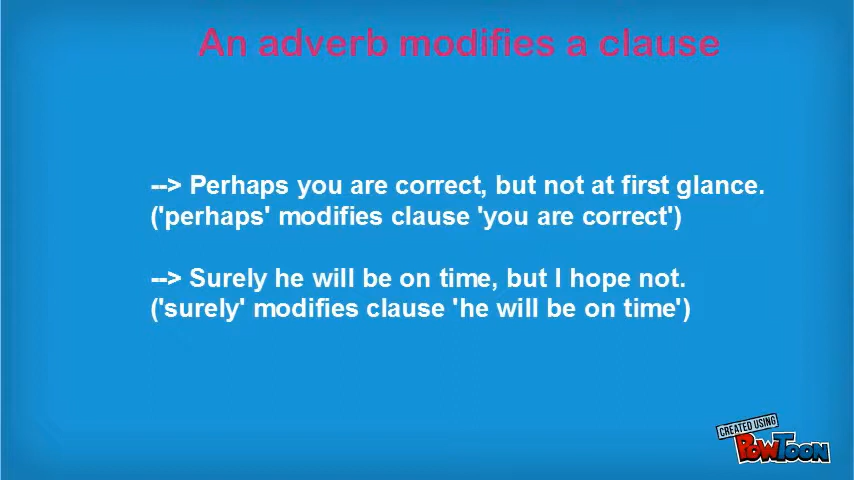 An adverb modifies a clause
--> Perhaps you are correct, but not at first glance.
('perhaps' modifies clause 'you are correct')
--> Surely he will be on time, but I hope not.
('surely' modifies clause 'he will be on time')
CREATED USING
POWTOON